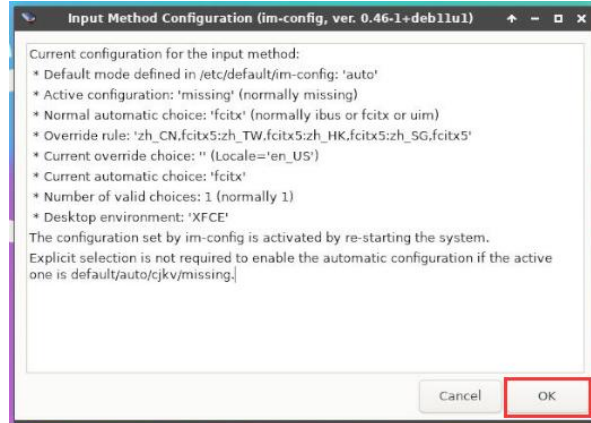 Input Method Configuration (im-config, ver. 0.46-1+deb11u1)
Current configuration for the input method:
* Default mode defined in /etc/default/im-config: 'auto'
* Active configuration: 'missing' (normally missing)
* Normal automatic choice: 'fcitx' (normally ibus or fcitx or uim)
* Override rule: 'zh_CN,fcitx5:zh_TW,fcitx5:zh_HK,fcitx5:zh_SG,fcitx5'
* Current override choice: '' (Locale='en_US')
* Current automatic choice: 'fcitx'
* Number of valid choices: 1 (normally 1)
* Desktop environment: 'XFCE'
The configuration set by im-config is activated by re-starting the system.
Explicit selection is not required to enable the automatic configuration if the active
one is default/auto/cjkv/missing.
Cancel OK